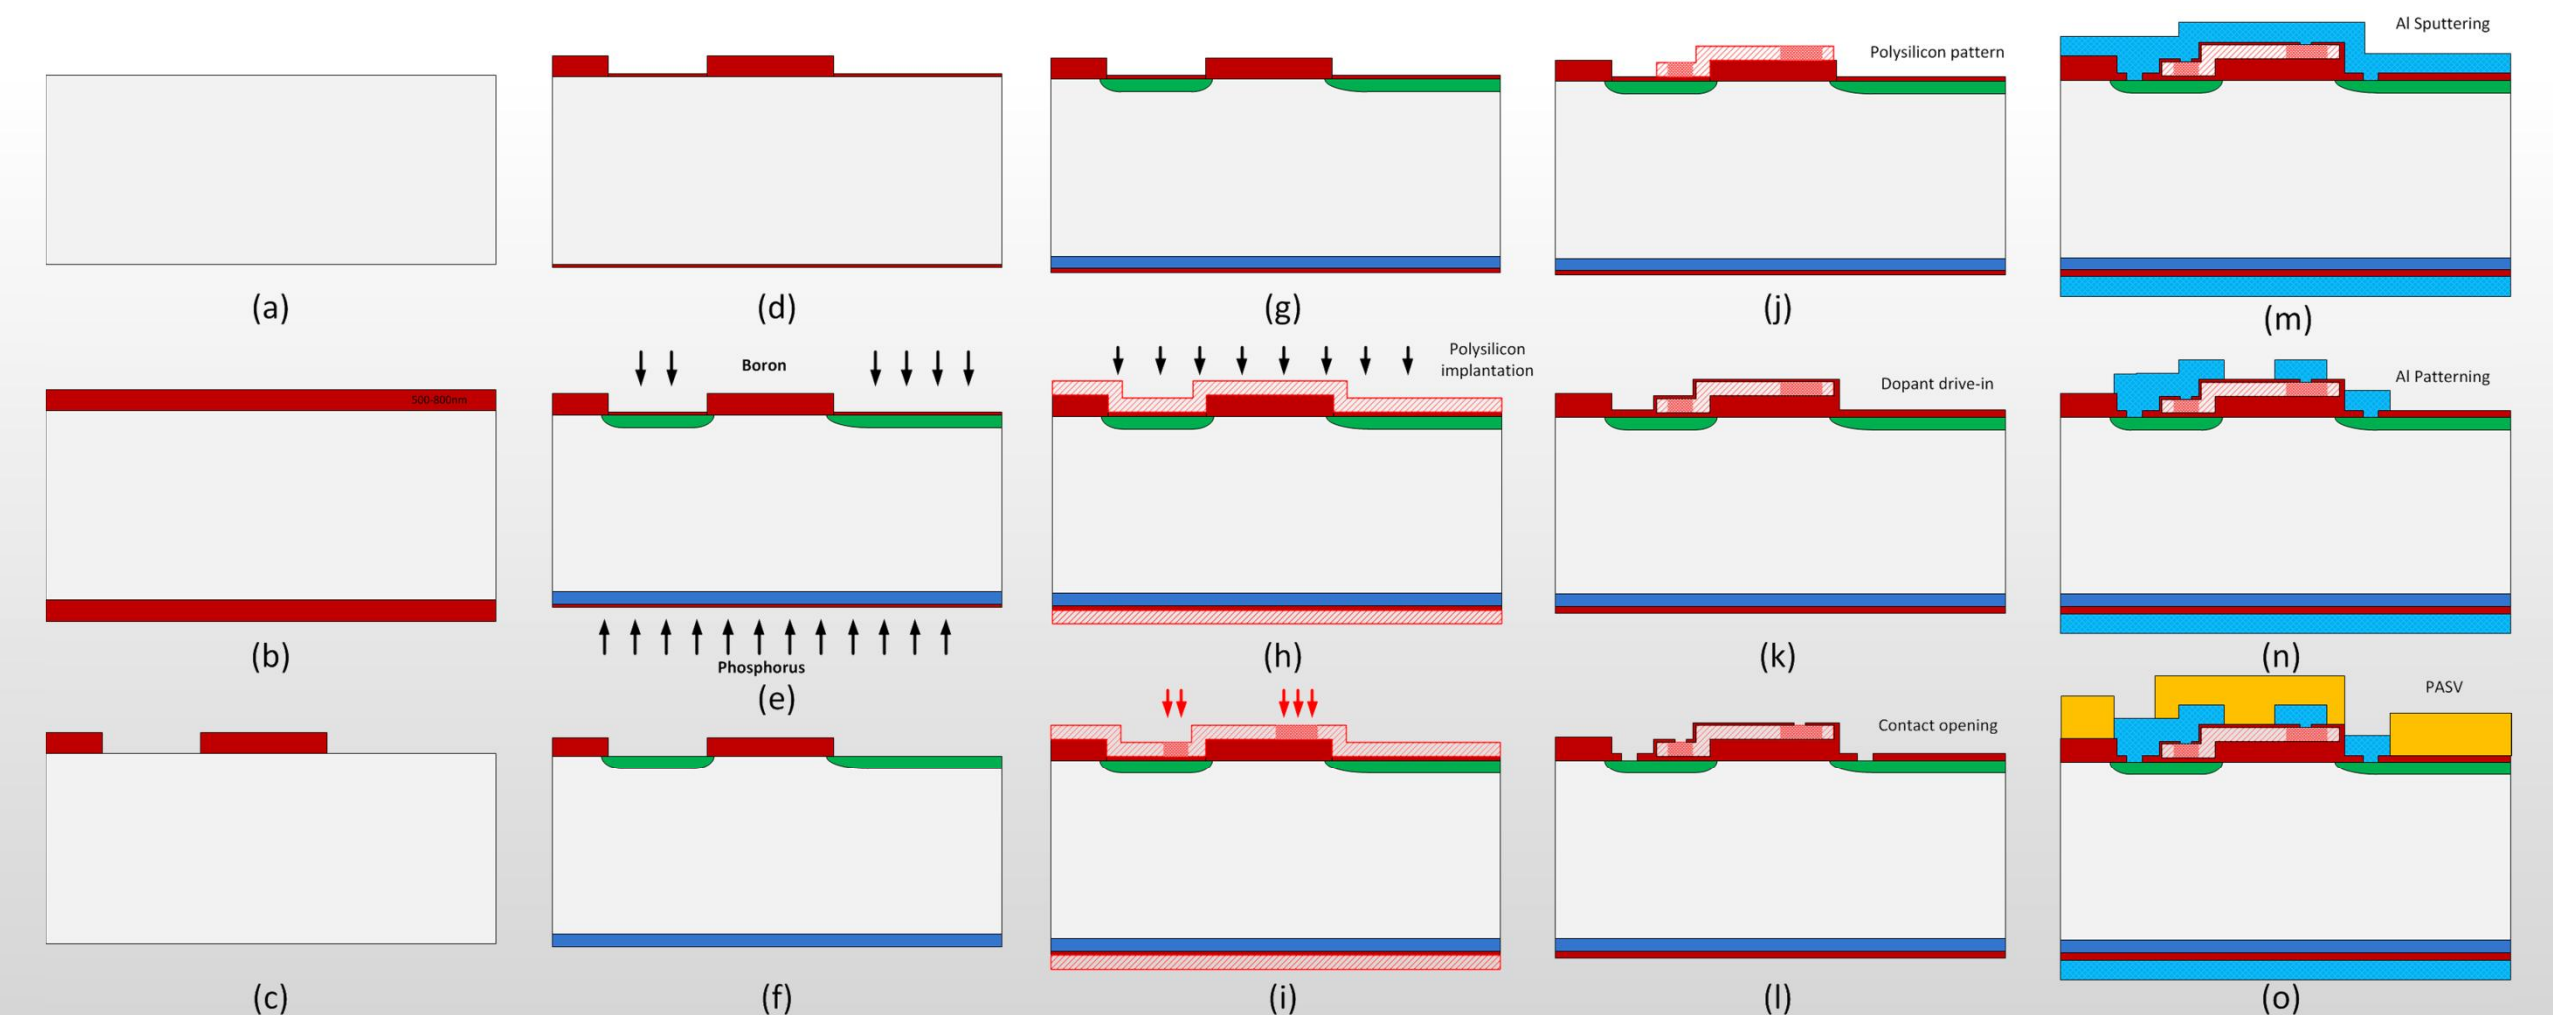 (a)
500-800nm
(b)
(c)
(d)
Boron
Phosphorus
(e)
(f)
(g)
Polysilicon
implantation
(h)
(i)
Polysilicon pattern
(j)
Dopant drive-in
(k)
Contact opening
(l)
Al Sputtering
(m)
Al Patterning
(n)
PASV
(o)